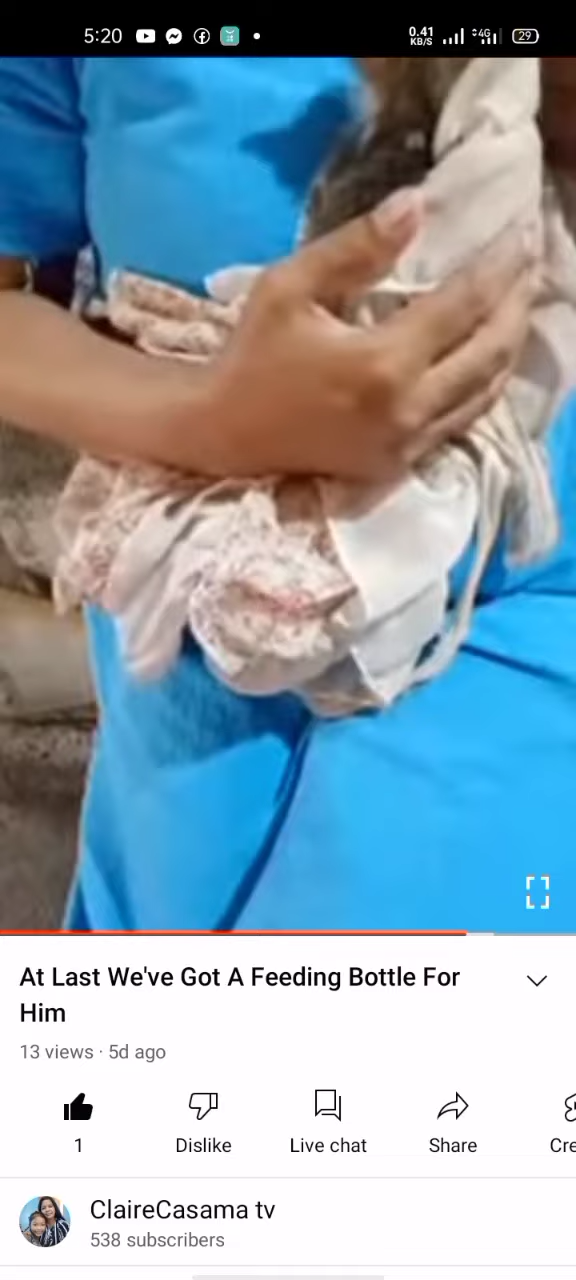 5:20
0.41
KB/S
4G
29
At Last We've Got A Feeding Bottle For
Him
13 views · 5d ago
1
Dislike
Live chat
Share
Cre
ClaireCasama tv
538 subscribers